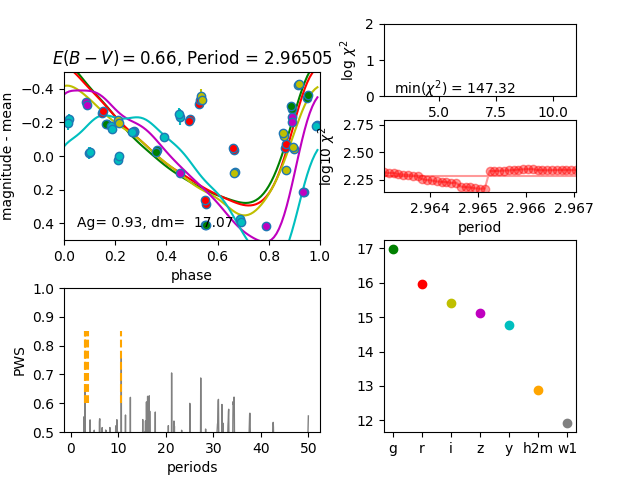 E(B − V) = 0.66, Period = 2.96505
magnitude - mean
−0.4
−0.2
0.0
0.2
0.4
Ag= 0.93, dm= 17.07
0.0 0.2 0.4 0.6 0.8 1.0
phase
log χ²
2
1
0
min(χ²) = 147.32
5.0 7.5 10.0
log10 χ²
2.75
2.50
2.25
2.964 2.965 2.966 2.967
period
PWS
1.0
0.9
0.8
0.7
0.6
0.5
0 10 20 30 40 50
periods
17
16
15
14
13
12
g r i z y h2m w1